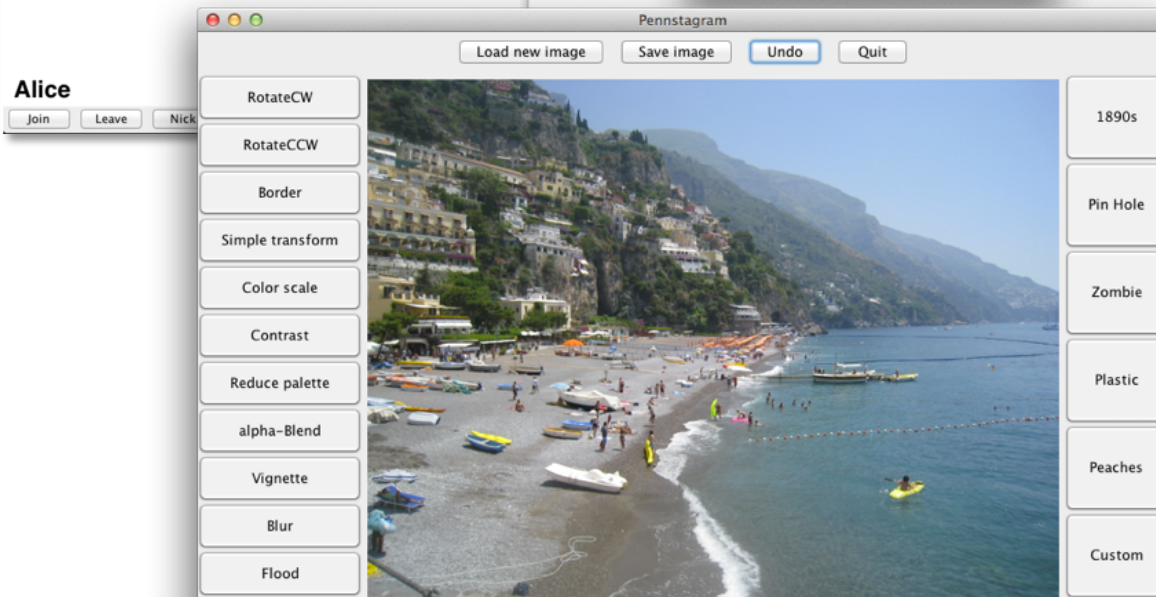 Pennstagram
Load new image Save image Undo Quit
Alice
Join Leave Nick
RotateCW
RotateCCW
Border
Simple transform
Color scale
Contrast
Reduce palette
alpha-Blend
Vignette
Blur
Flood
1890s
Pin Hole
Zombie
Plastic
Peaches
Custom